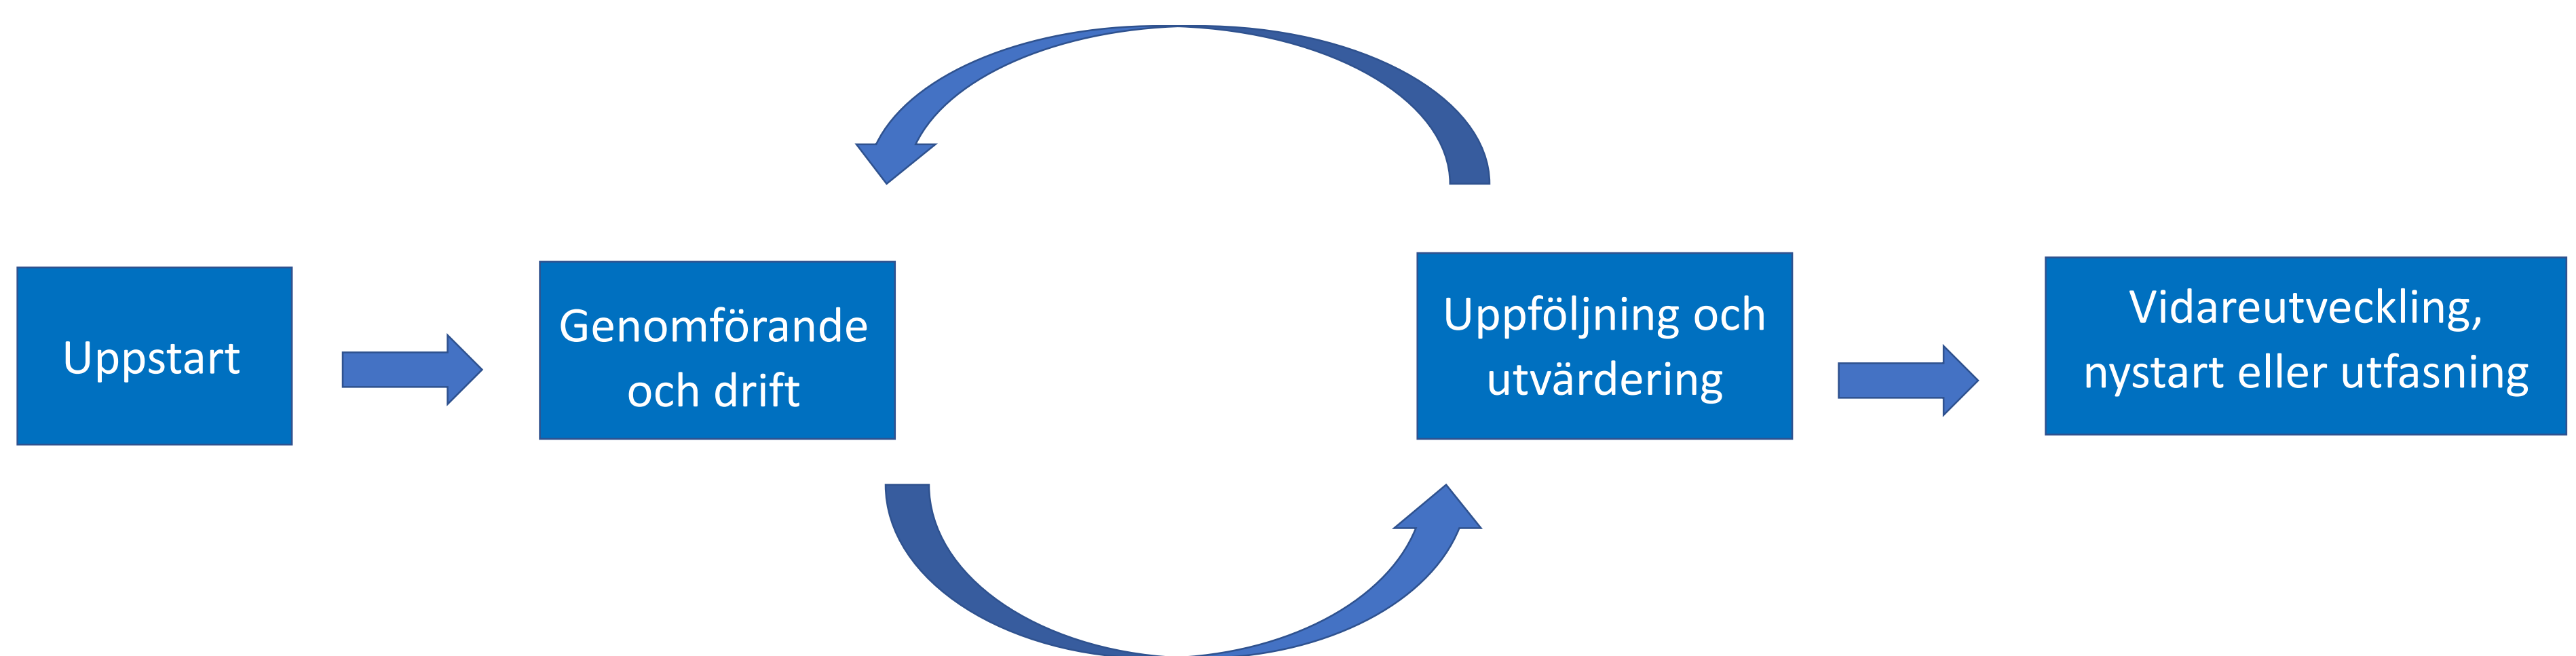 Uppstart
Genomförande
och drift
Uppföljning och
utvärdering
Vidareutveckling,
nystart eller utfasning